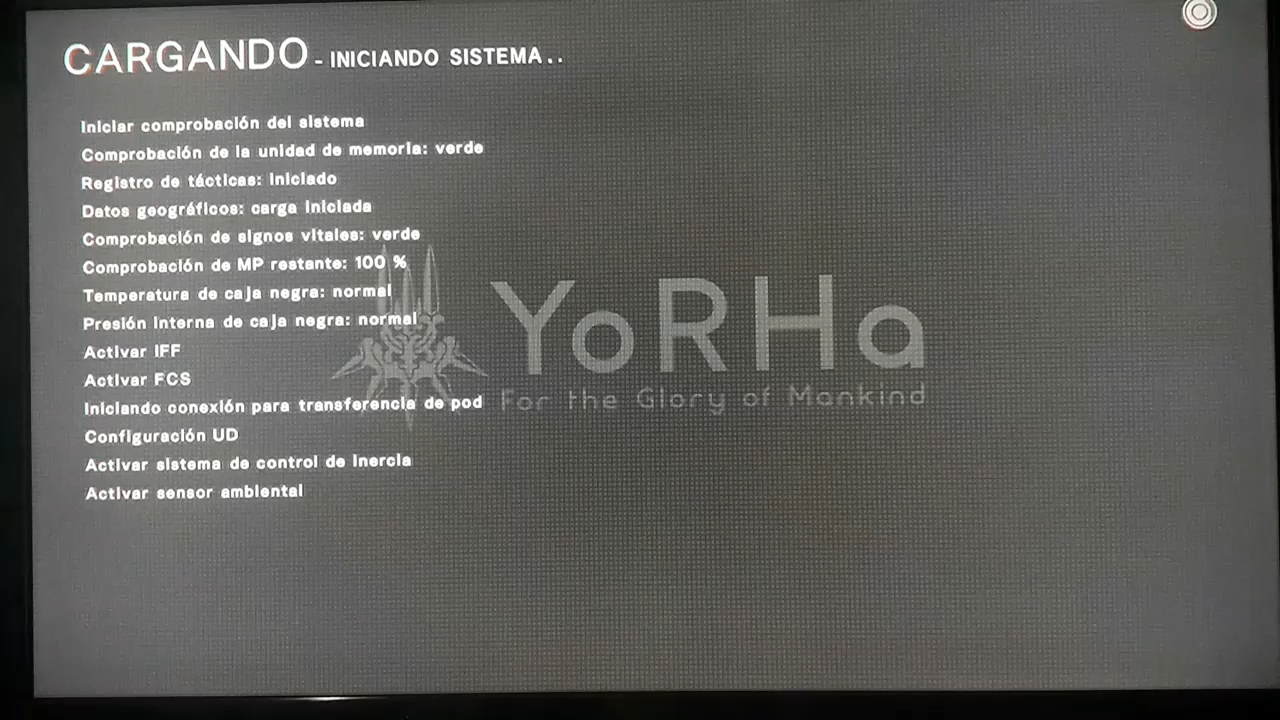 CARGANDO - INICIANDO SISTEMA..
Iniciar comprobación del sistema
Comprobación de la unidad de memoria: verde
Registro de tácticas: Iniciado
Datos geográficos: carga Iniciada
Comprobación de signos vitales: verde
Comprobación de MP restante: 100 %
Temperatura de caja negra: normal
Presión Interna de caja negra: normal
Activar IFF
Activar FCS
Iniciando conexión para transferencia de pod
Configuración UD
Activar sistema de control de Inercia
Activar sensor ambiental
YoRHa
For the Glory of Mankind